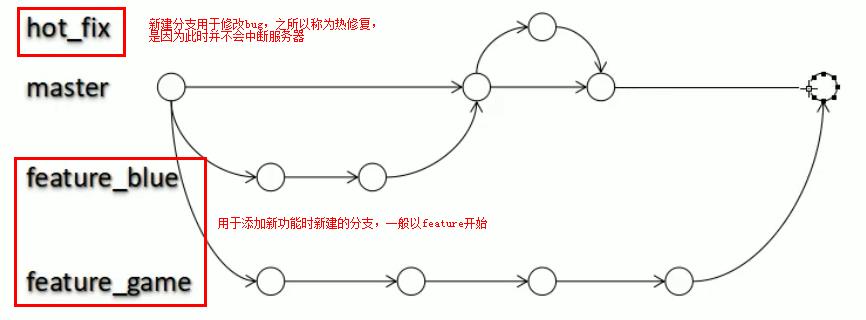 hot_fix
新建分支用于修改bug，之所以称为热修复，
是因为此时并不会中断服务器
master
feature_blue
用于添加新功能时新建的分支，一般以feature开始
feature_game